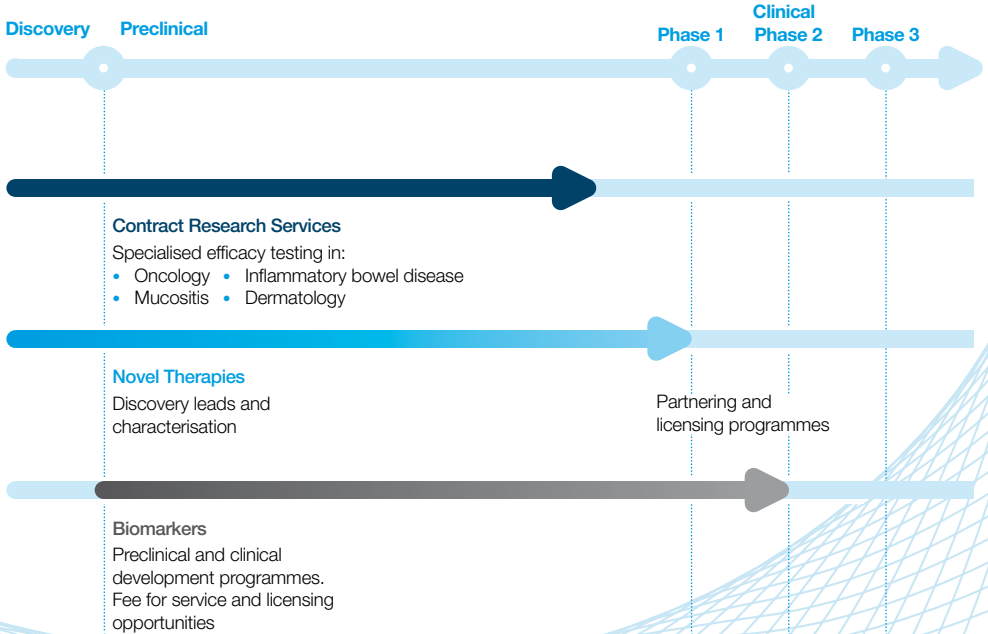 Discovery
Preclinical
Clinical
Phase 1
Phase 2
Phase 3
Contract Research Services
Specialised efficacy testing in:
• Oncology • Inflammatory bowel disease
• Mucositis • Dermatology
Novel Therapies
Discovery leads and
characterisation
Partnering and
licensing programmes
Biomarkers
Preclinical and clinical
development programmes.
Fee for service and licensing
opportunities